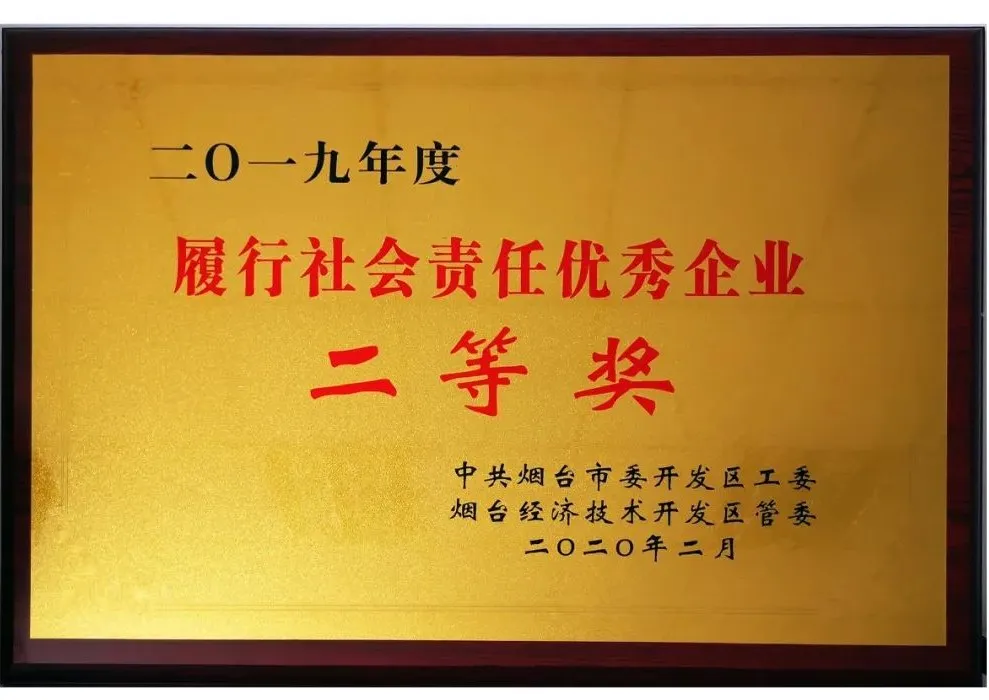 二〇一九年度
履行社会责任优秀企业
二等奖
中共烟台市委开发区工委
烟台经济技术开发区管委
二〇二〇年二月